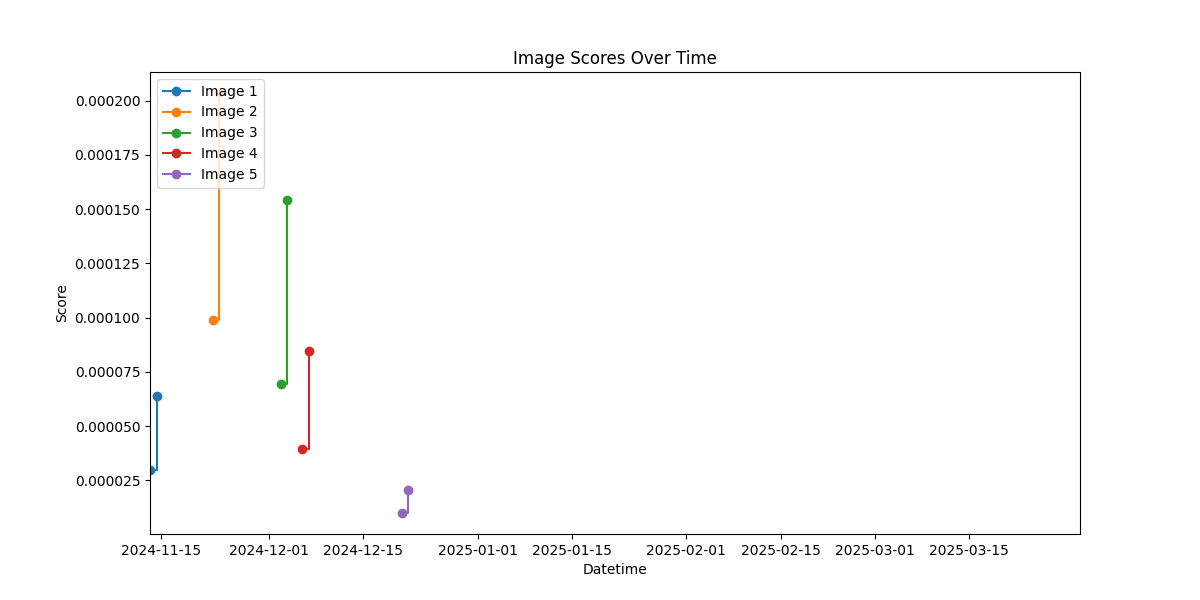 Image Scores Over Time
Image 1
Image 2
Image 3
Image 4
Image 5
Score
0.000200
0.000175
0.000150
0.000125
0.000100
0.000075
0.000050
0.000025
2024-11-15 2024-12-01 2024-12-15 2025-01-01 2025-01-15 2025-02-01 2025-02-15 2025-03-01 2025-03-15
Datetime